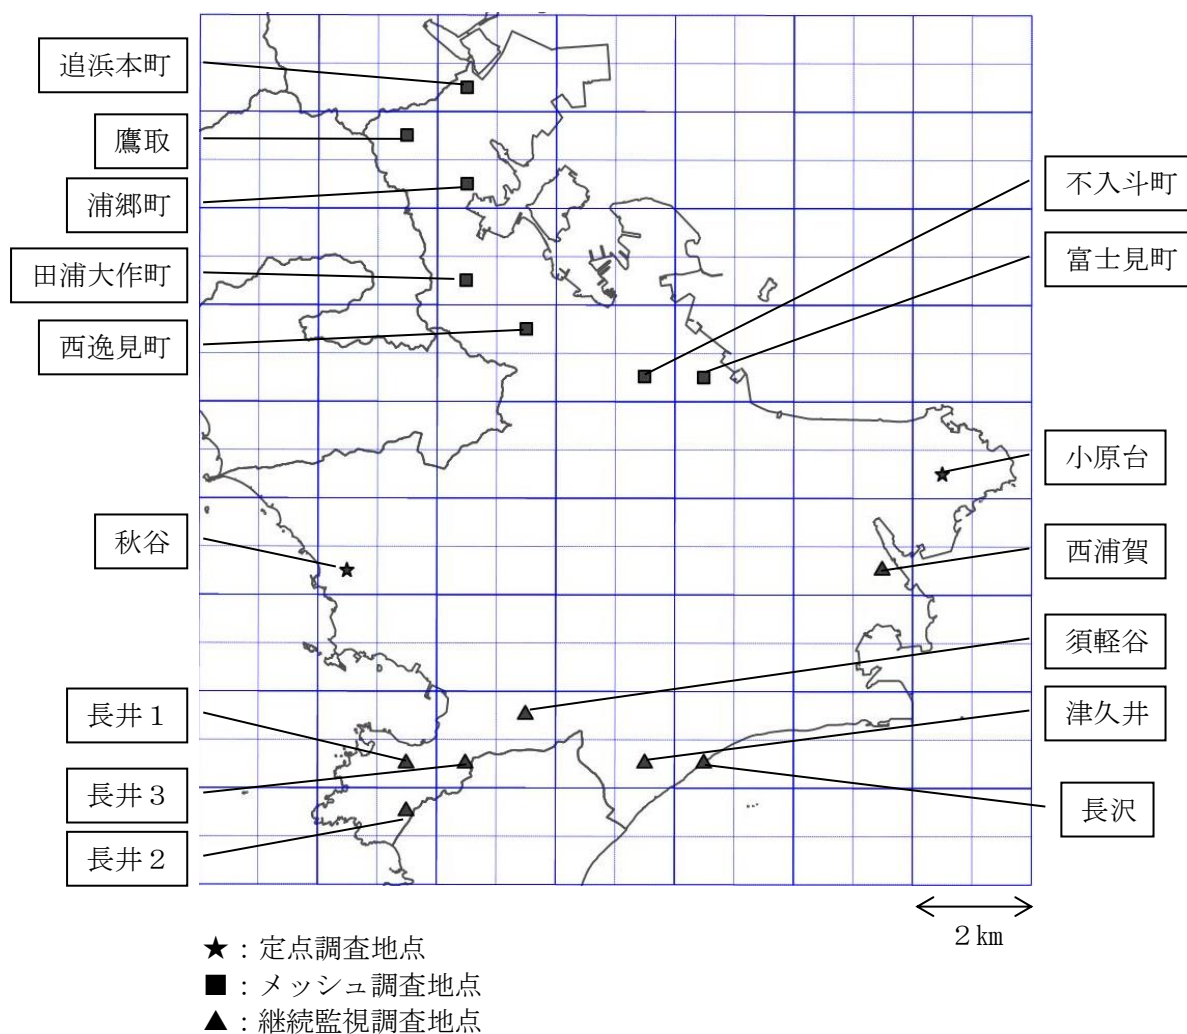 追浜本町
鷹取
浦郷町
田浦大作町
西逸見町
不入斗町
富士見町
小原台
秋谷
西浦賀
須軽谷
長井１
津久井
長井３
長沢
長井２
２㎞
★：定点調査地点
■：メッシュ調査地点
▲：継続監視調査地点